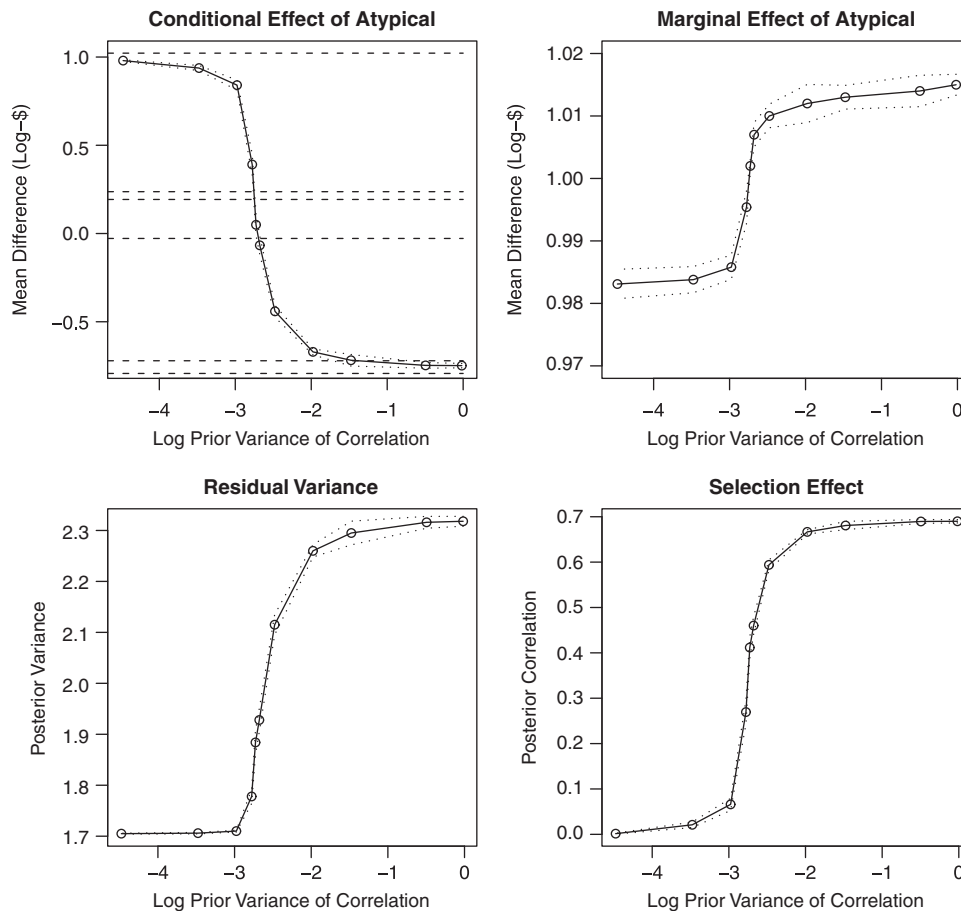 Conditional Effect of Atypical
Mean Difference (Log–$)
1.0
0.5
0.0
−0.5
−4 −3 −2 −1 0
Log Prior Variance of Correlation
Marginal Effect of Atypical
Mean Difference (Log–$)
1.02
1.01
1.00
0.99
0.98
0.97
−4 −3 −2 −1 0
Log Prior Variance of Correlation
Residual Variance
Posterior Variance
2.3
2.2
2.1
2.0
1.9
1.8
1.7
−4 −3 −2 −1 0
Log Prior Variance of Correlation
Selection Effect
Posterior Correlation
0.7
0.6
0.5
0.4
0.3
0.2
0.1
0.0
−4 −3 −2 −1 0
Log Prior Variance of Correlation